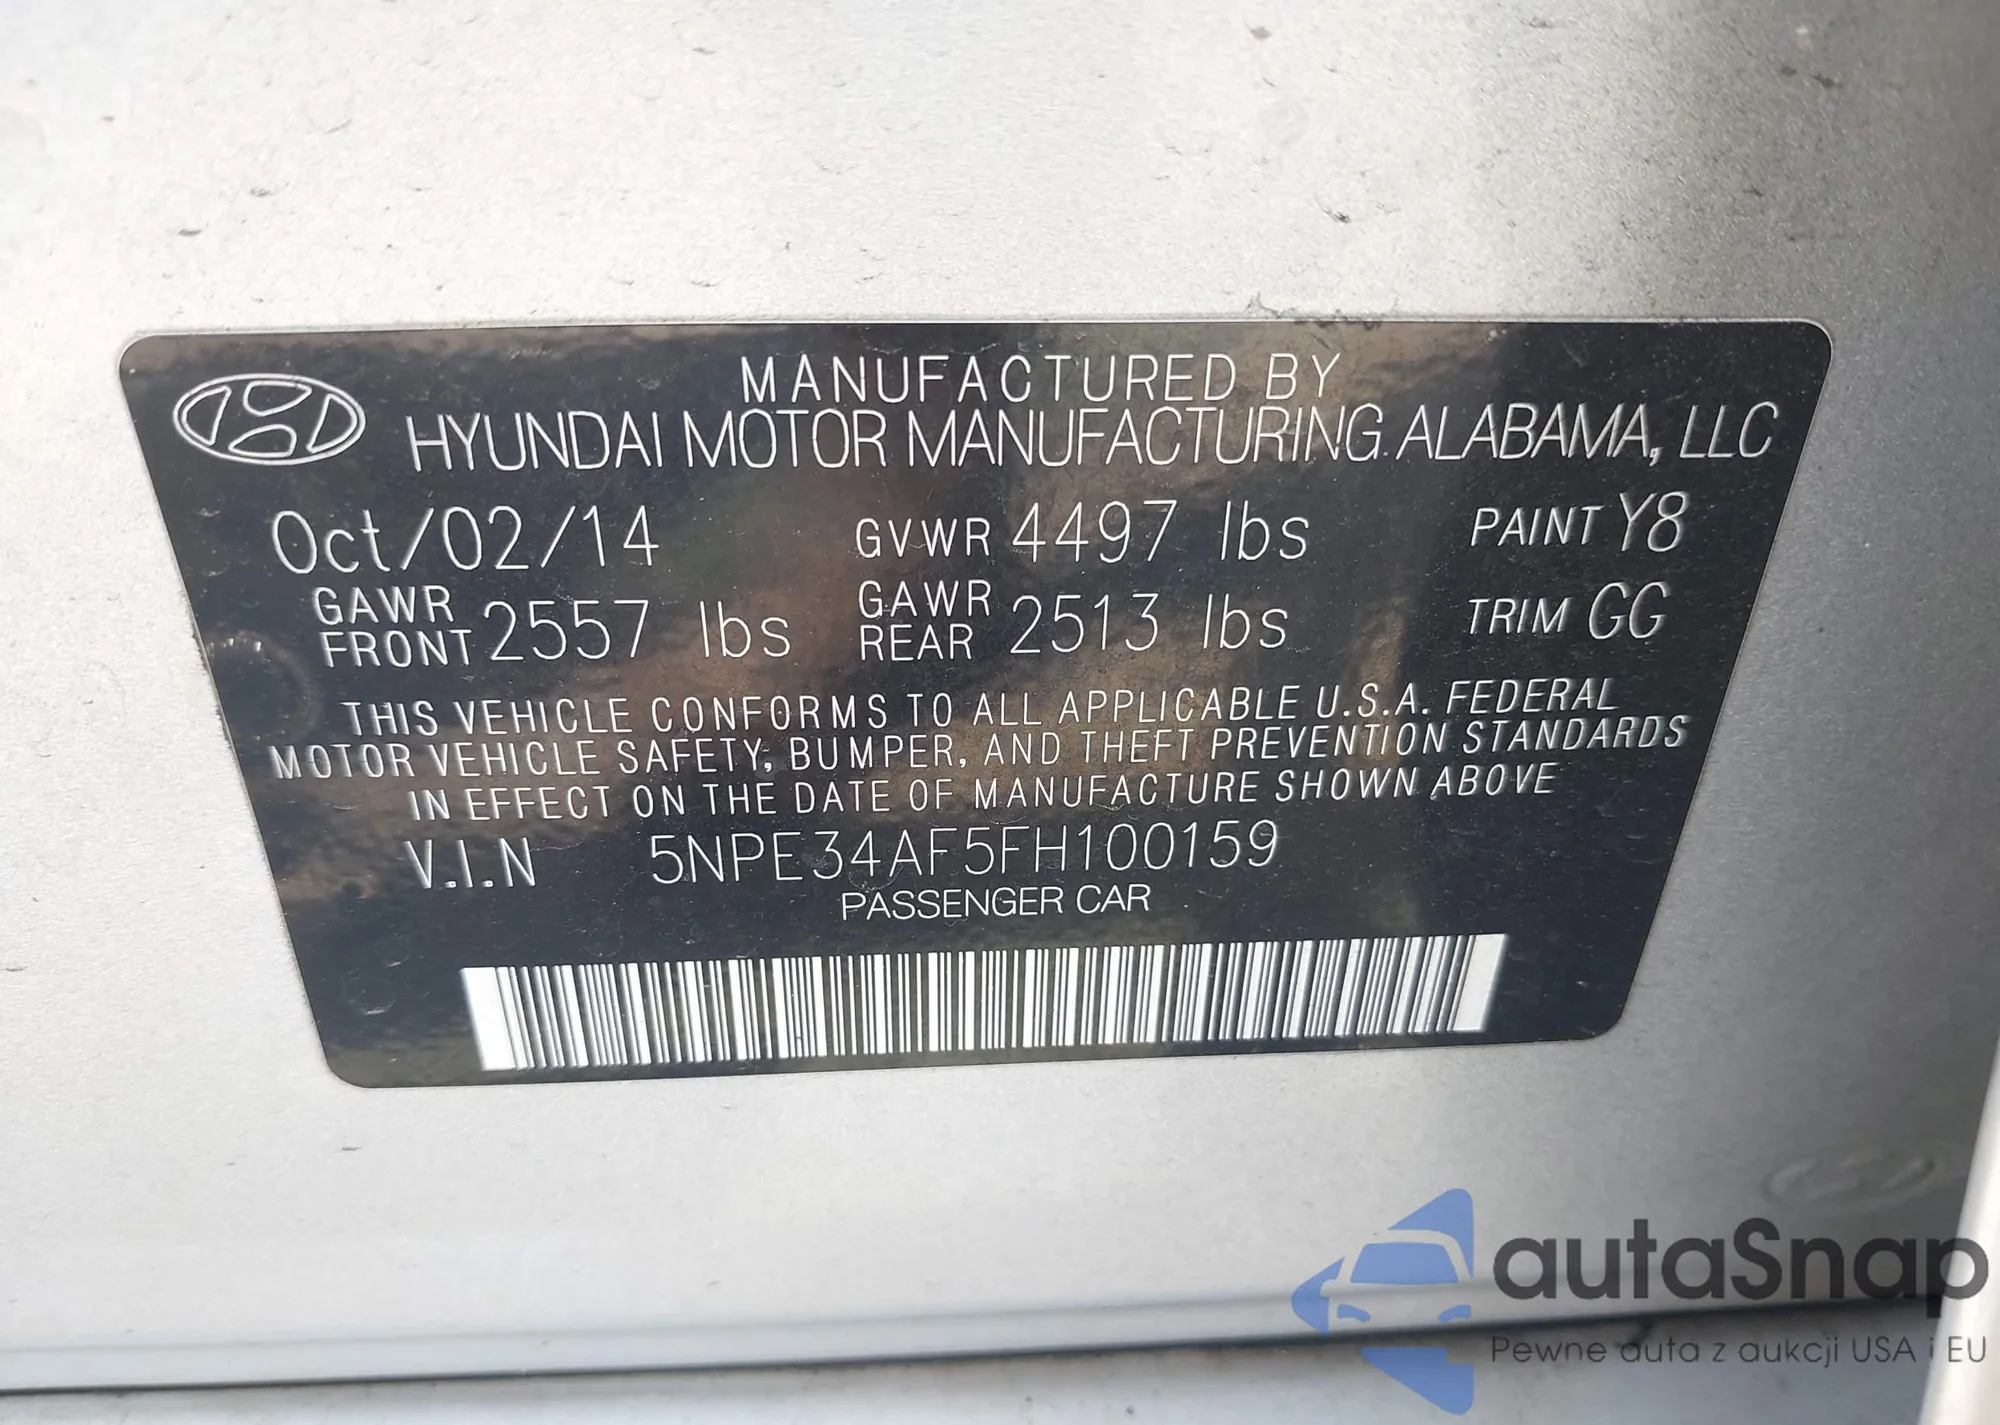 MANUFACTURED BY
HYUNDAI MOTOR MANUFACTURING ALABAMA, LLC
Oct/02/14 GVWR 4497 lbs PAINT Y8
GAWR FRONT 2557 lbs GAWR REAR 2513 lbs TRIM GG
THIS VEHICLE CONFORMS TO ALL APPLICABLE U.S.A. FEDERAL
MOTOR VEHICLE SAFETY, BUMPER, AND THEFT PREVENTION STANDARDS
IN EFFECT ON THE DATE OF MANUFACTURE SHOWN ABOVE
V.I.N 5NPE34AF5FH100159
PASSENGER CAR
autaSnap
Pewne auta z aukcji USA i EU